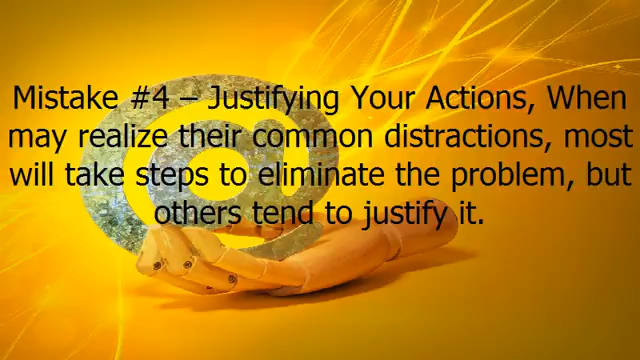 Mistake #4 – Justifying Your Actions, When
may realize their common distractions, most
will take steps to eliminate the problem, but
others tend to justify it.